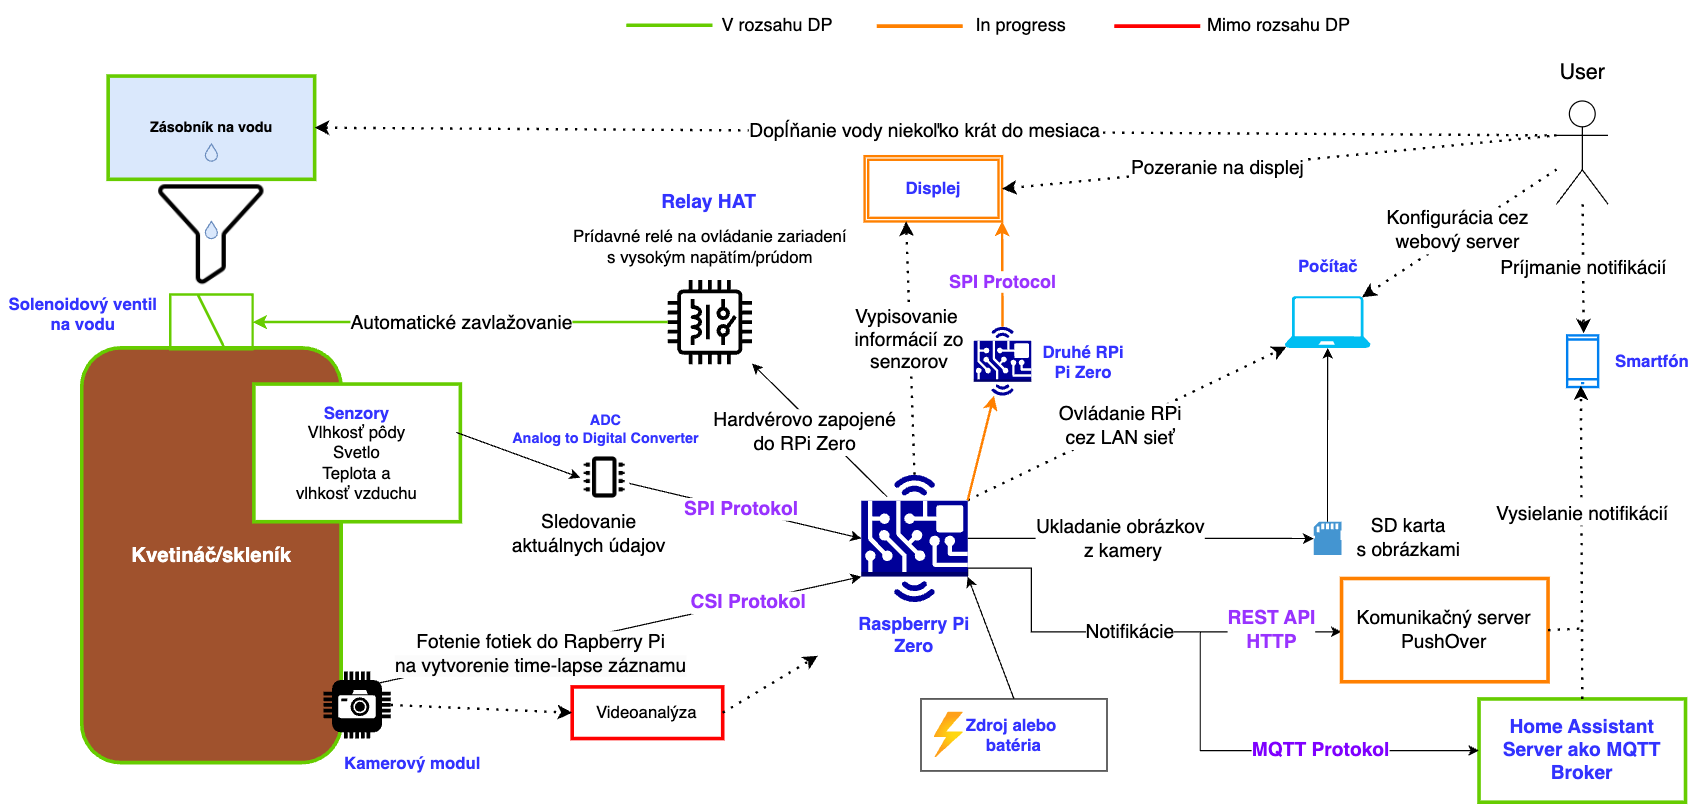 V rozsahu DP
In progress
Mimo rozsahu DP
User
Zásobník na vodu
Dopĺňanie vody niekoľko krát do mesiaca
Pozeranie na displej
Displej
Relay HAT
Prídavné relé na ovládanie zariadení
s vysokým napätím/prúdom
Konfigurácia cez
webový server
Počítač
Príjmanie notifikácií
SPI Protocol
Solenoidový ventil
na vodu
Automatické zavlažovanie
Vypisovanie
informácií zo
senzorov
Druhé RPi
Pi Zero
Smartfón
Senzory
Vlhkosť pôdy
Svetlo
Teplota a
vlhkosť vzduchu
ADC
Analog to Digital Converter
Hardvérovo zapojené
do RPi Zero
Ovládanie RPi
cez LAN sieť
SPI Protokol
Sledovanie
aktuálnych údajov
Ukladanie obrázkov
z kamery
SD karta
s obrázkami
Vysielanie notifikácií
Kvetináč/skleník
CSI Protokol
Raspberry Pi
Zero
Fotenie fotiek do Rapberry Pi
na vytvorenie time-lapse záznamu
Notifikácie
REST API
HTTP
Komunikačný server
PushOver
Videoanalýza
Zdroj alebo
batéria
Kamerový modul
MQTT Protokol
Home Assistant
Server ako MQTT
Broker